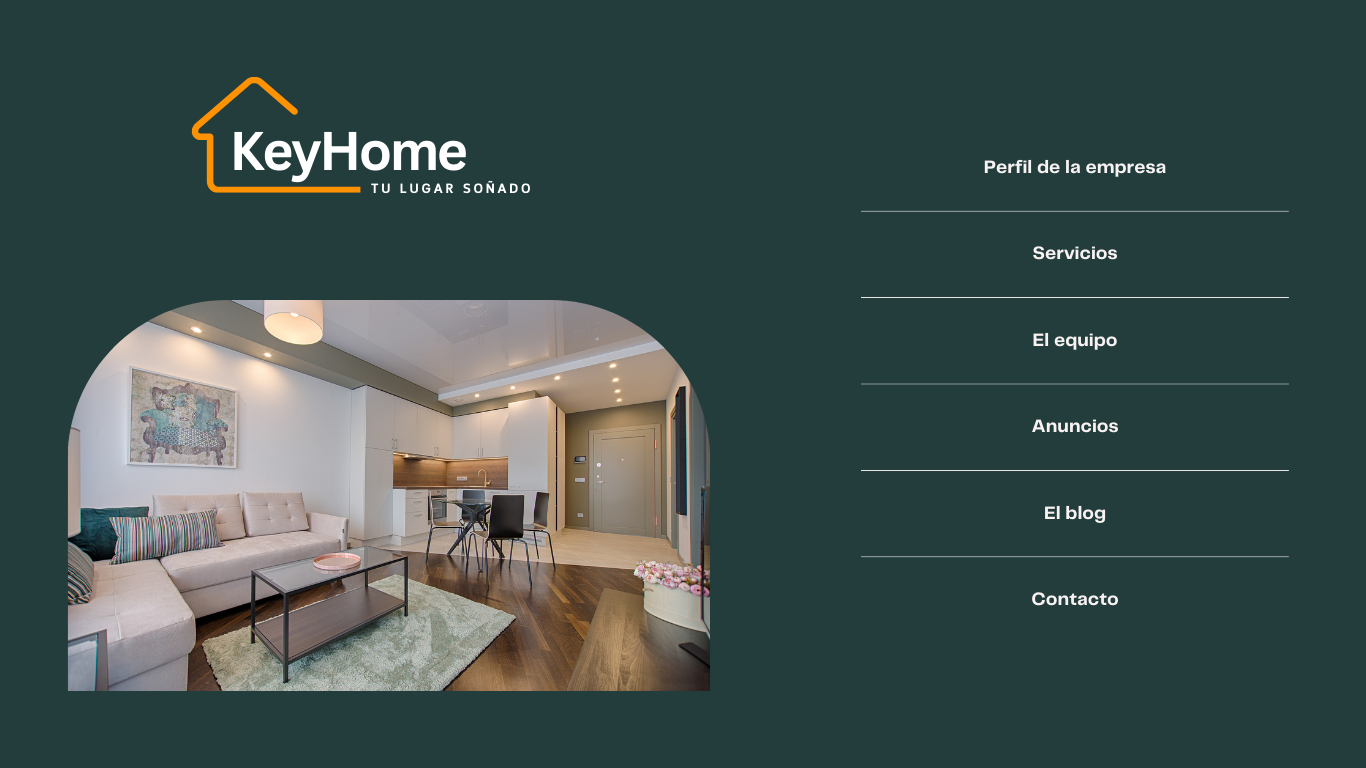 KeyHome
TU LUGAR SOÑADO
Perfil de la empresa
Servicios
El equipo
Anuncios
El blog
Contacto